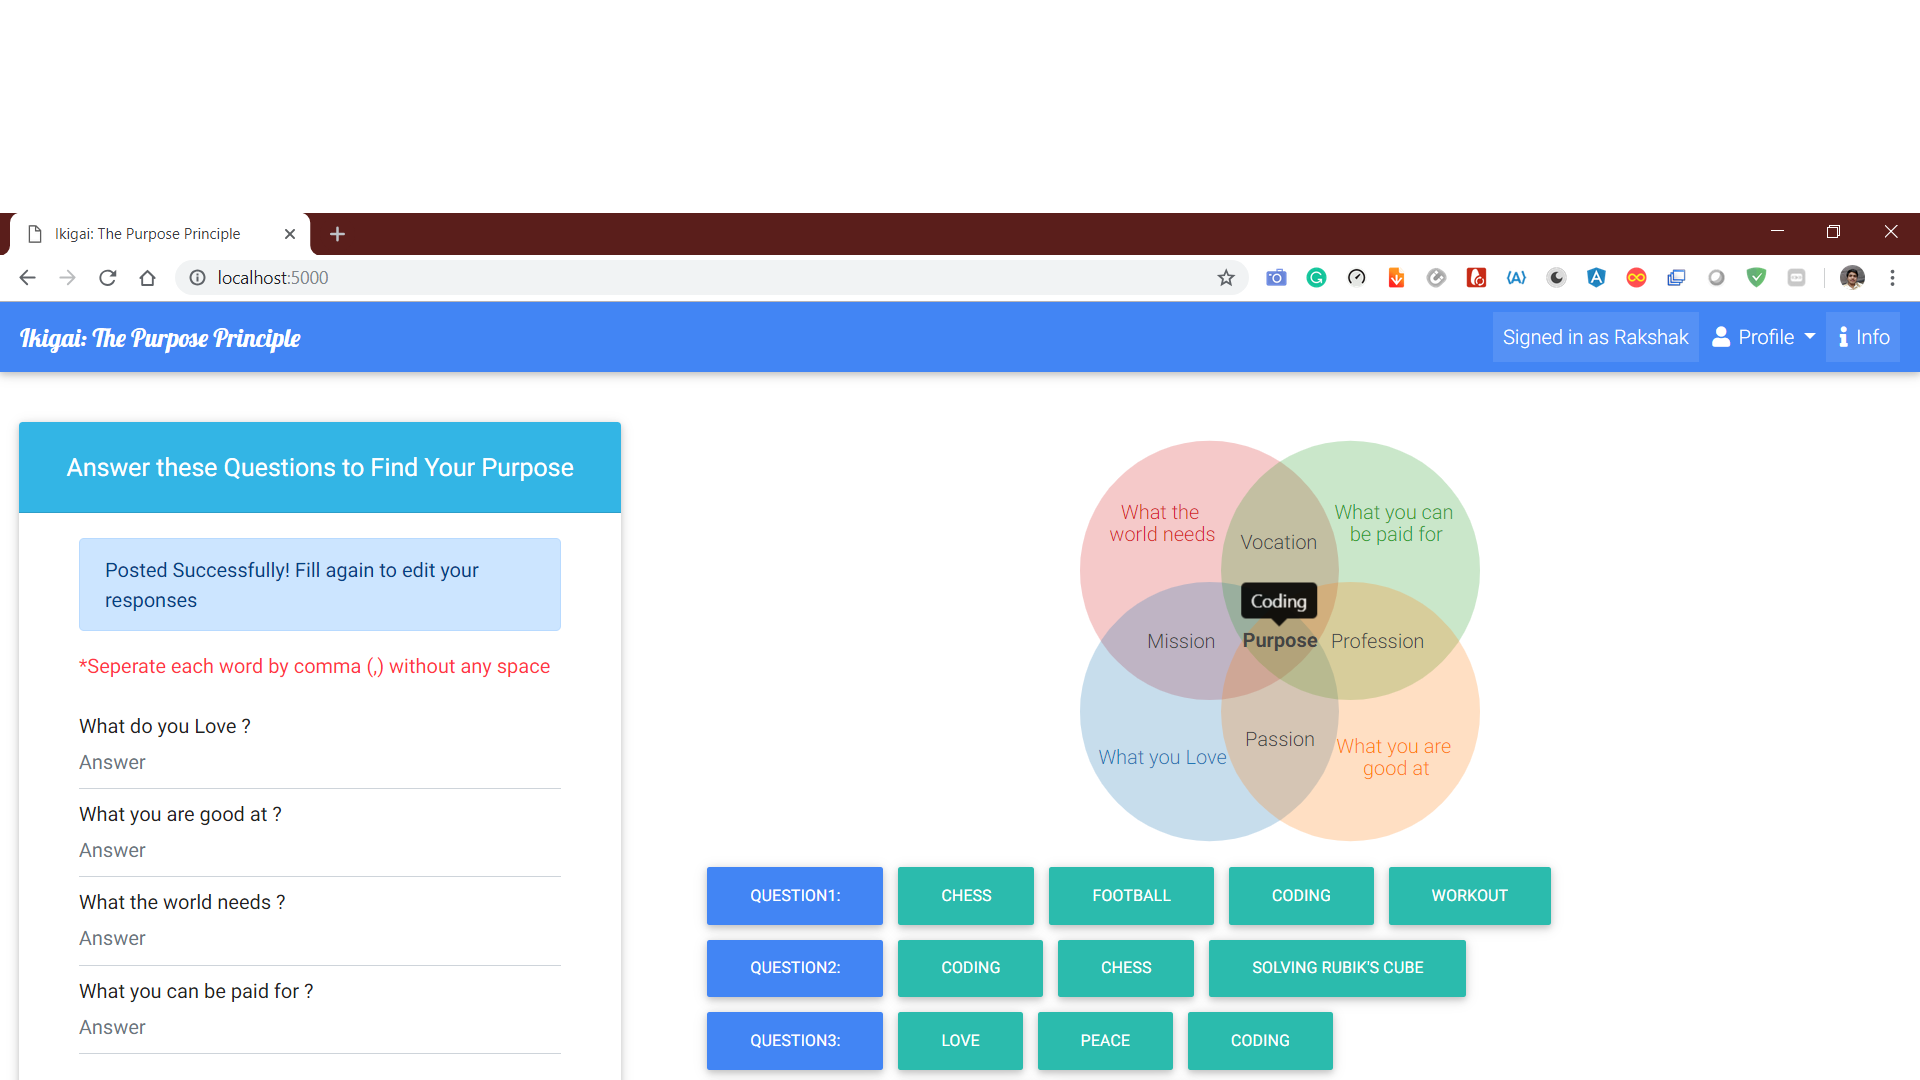 Ikigai: The Purpose Principle
localhost:5000
Ikigai: The Purpose Principle
Signed in as Rakshak
Profile
Info
Answer these Questions to Find Your Purpose
Posted Successfully! Fill again to edit your
responses
*Seperate each word by comma (,) without any space
What do you Love ?
Answer
What you are good at ?
Answer
What the world needs ?
Answer
What you can be paid for ?
Answer
What the
world needs
What you can
be paid for
Vocation
Coding
Mission
Purpose
Profession
What you Love
Passion
What you are
good at
QUESTION1:
CHESS
FOOTBALL
CODING
WORKOUT
QUESTION2:
CODING
CHESS
SOLVING RUBIK'S CUBE
QUESTION3:
LOVE
PEACE
CODING